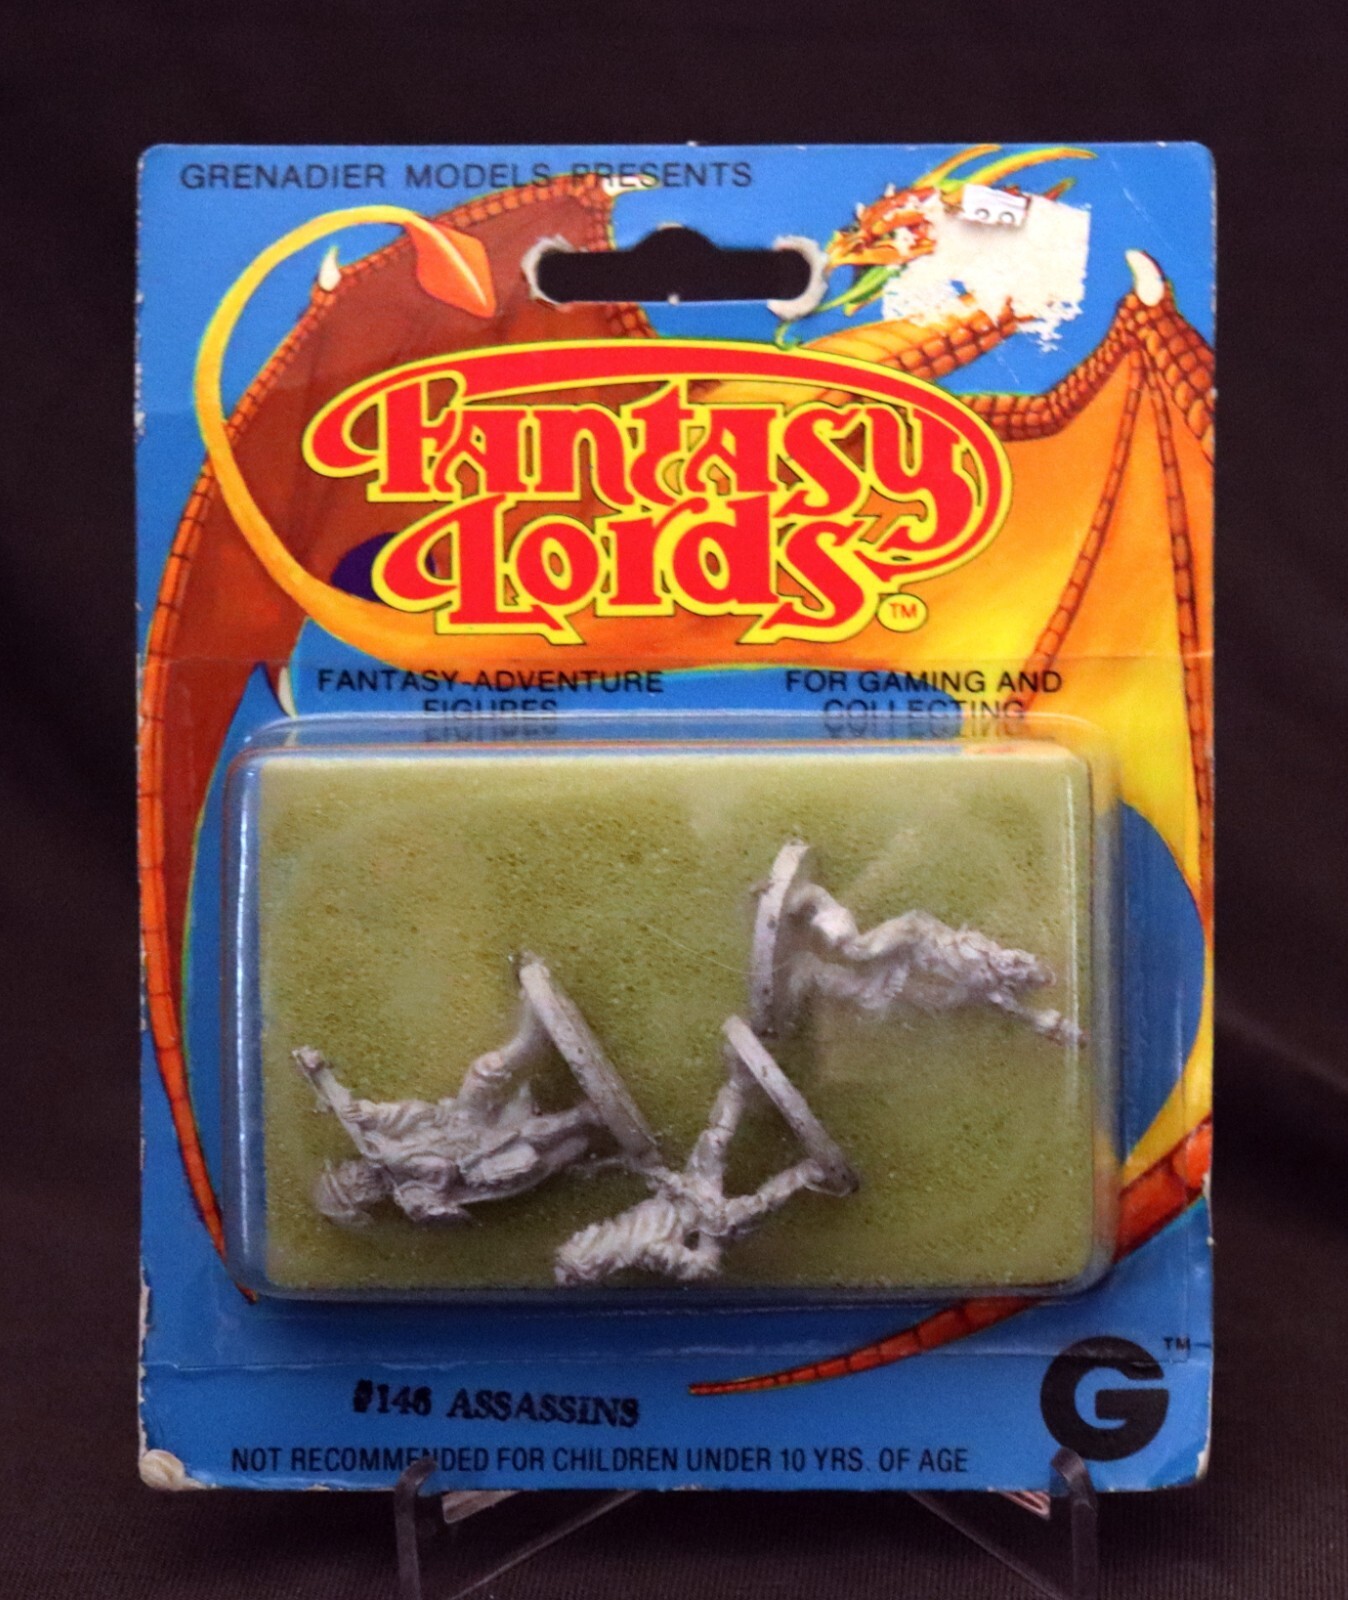 GRENADIER MODELS PRESENTS
Fantasy
Lords
TM
FANTASY-ADVENTURE
FIGURES
FOR GAMING AND
COLLECTING
G TM
#146 ASSASSINS
NOT RECOMMENDED FOR CHILDREN UNDER 10 YRS. OF AGE